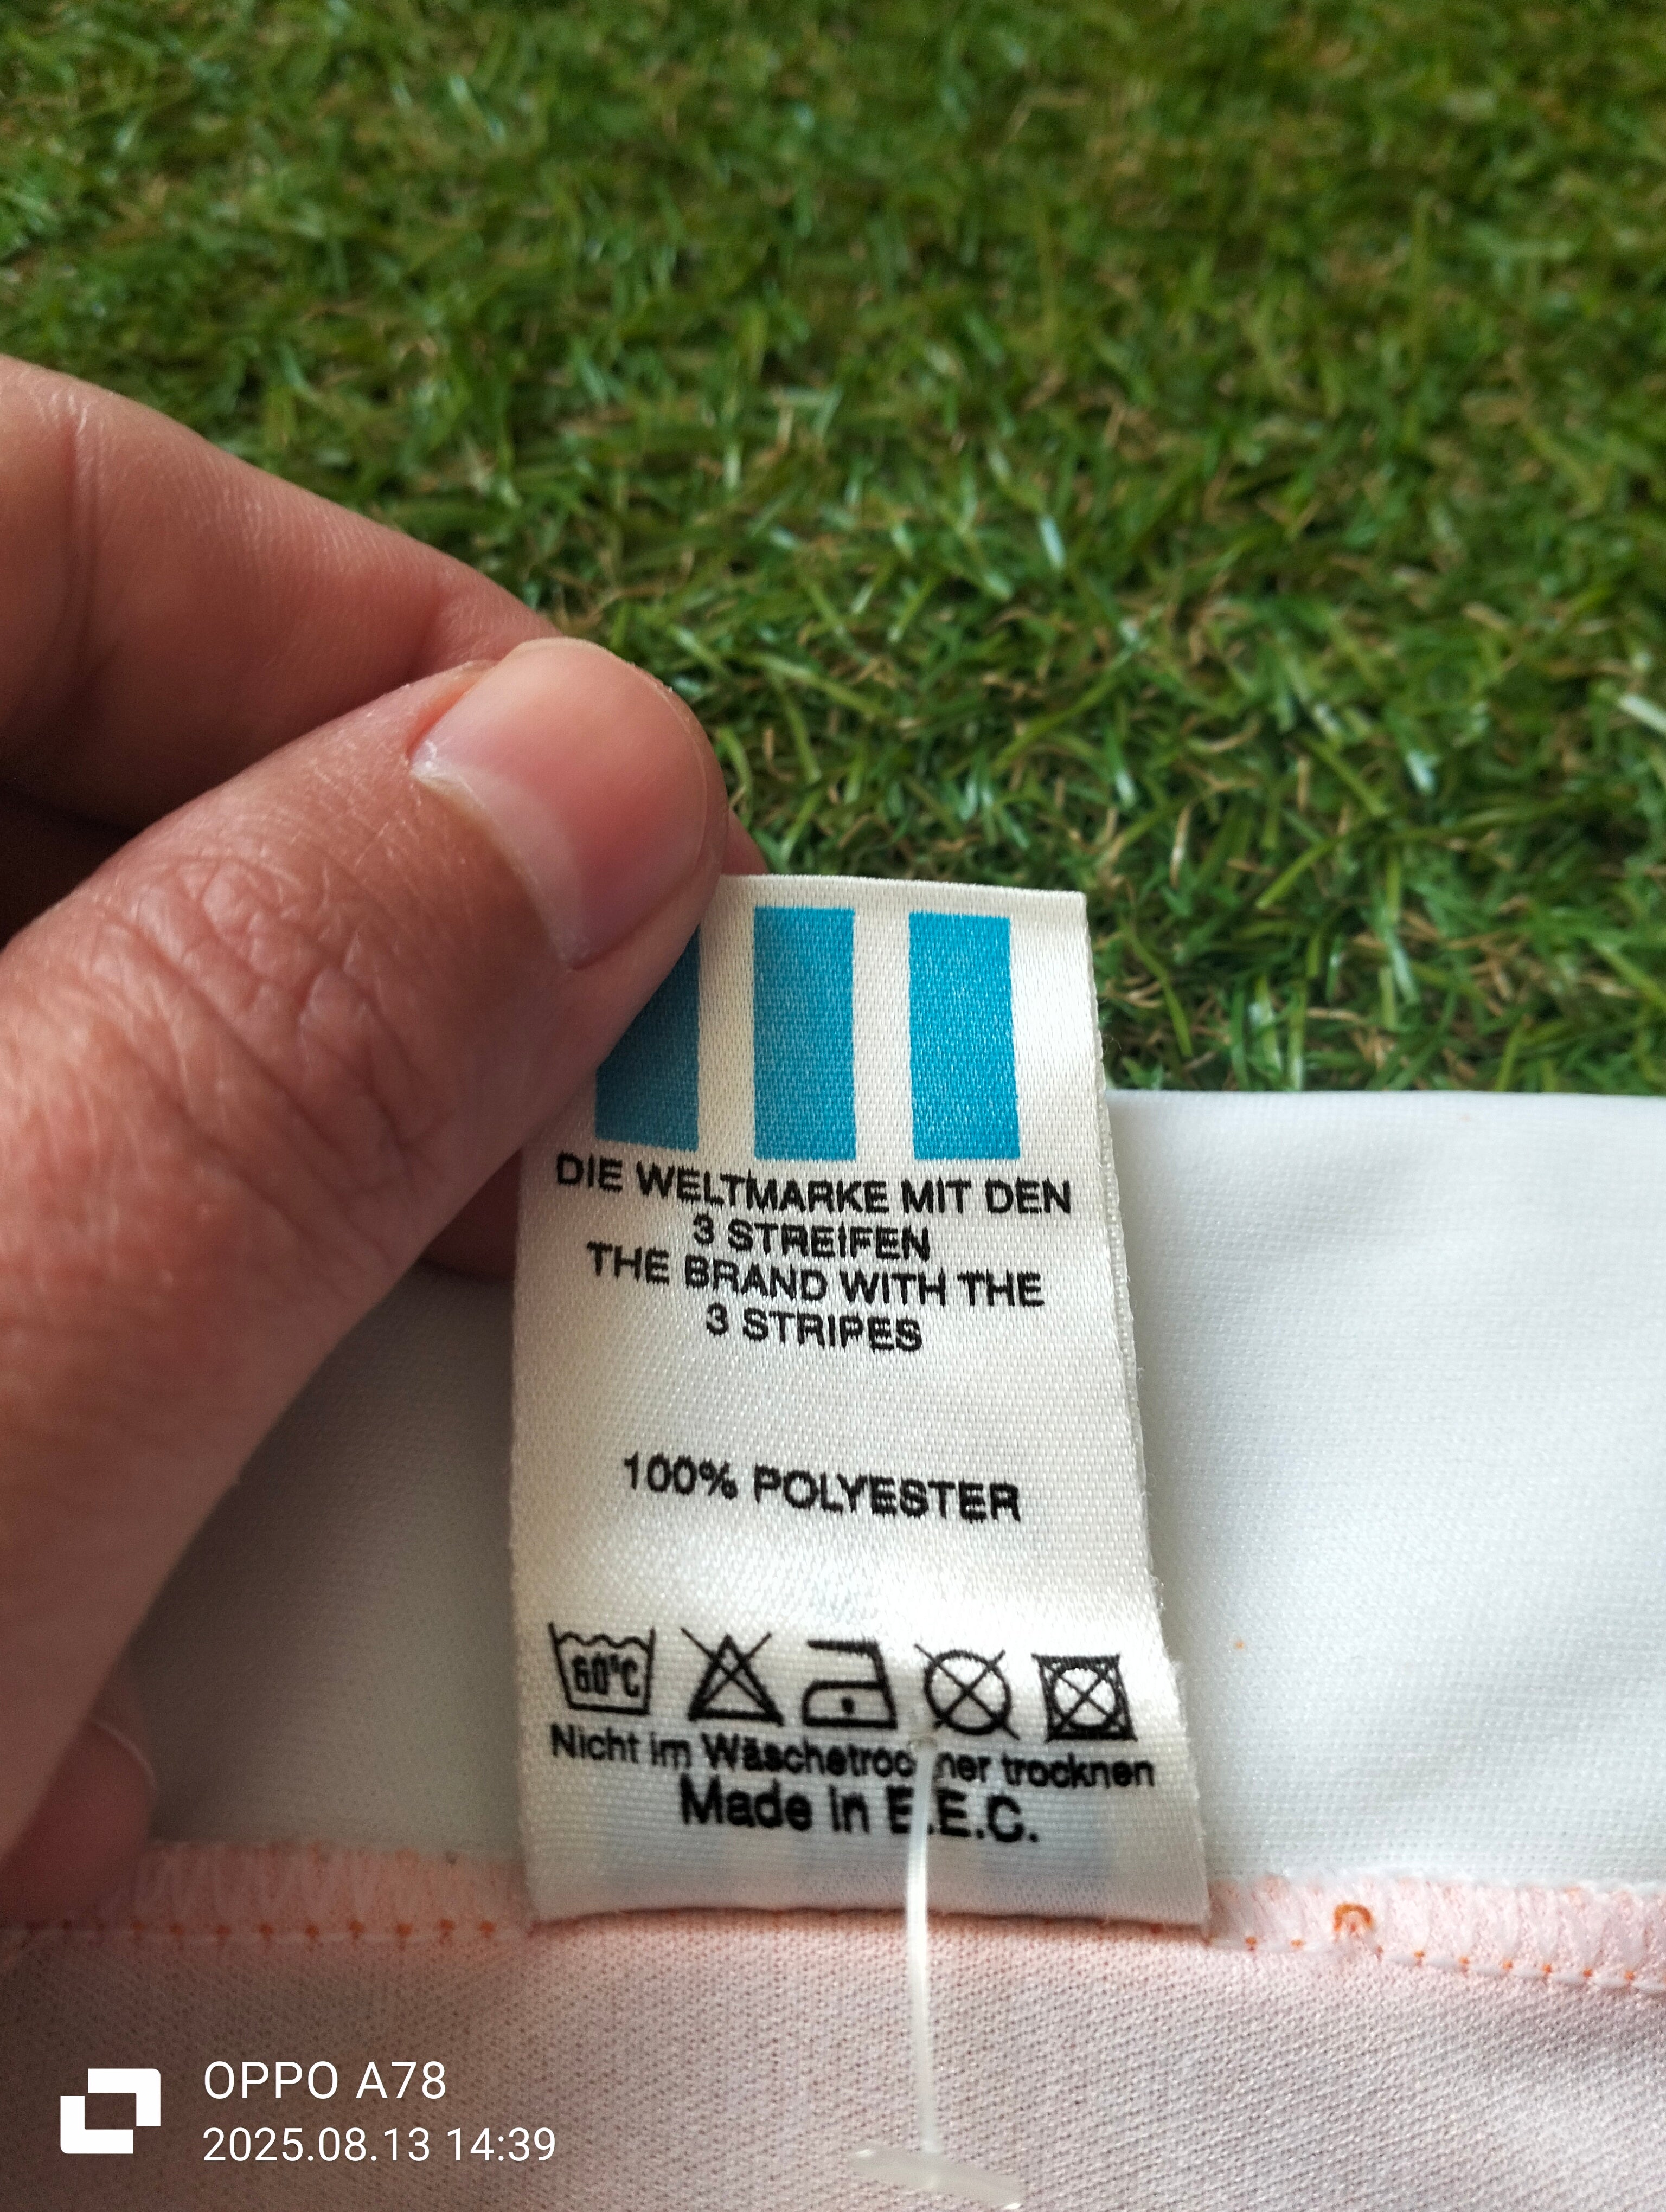 DIE WELTMARKE MIT DEN
3 STREIFEN
THE BRAND WITH THE
3 STRIPES
100% POLYESTER
60°C
Nicht im Wäschetrockner trocknen
Made in E.E.C.
OPPO A78
2025.08.13 14:39